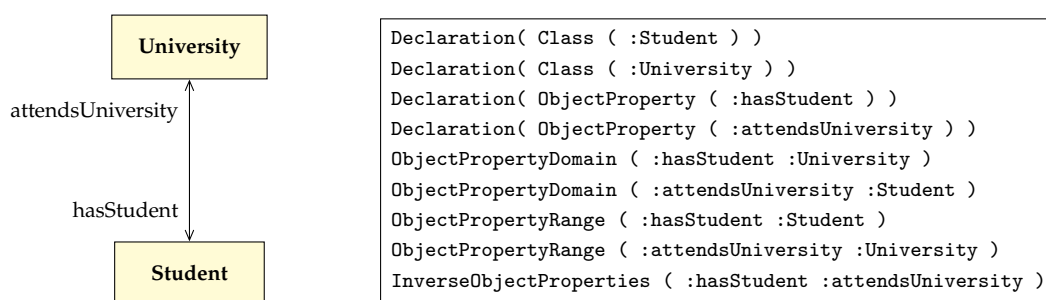 University
attendsUniversity
hasStudent
Student
Declaration( Class ( :Student ) )
Declaration( Class ( :University ) )
Declaration( ObjectProperty ( :hasStudent ) )
Declaration( ObjectProperty ( :attendsUniversity ) )
ObjectPropertyDomain ( :hasStudent :University )
ObjectPropertyDomain ( :attendsUniversity :Student )
ObjectPropertyRange ( :hasStudent :Student )
ObjectPropertyRange ( :attendsUniversity :University )
InverseObjectProperties ( :hasStudent :attendsUniversity )